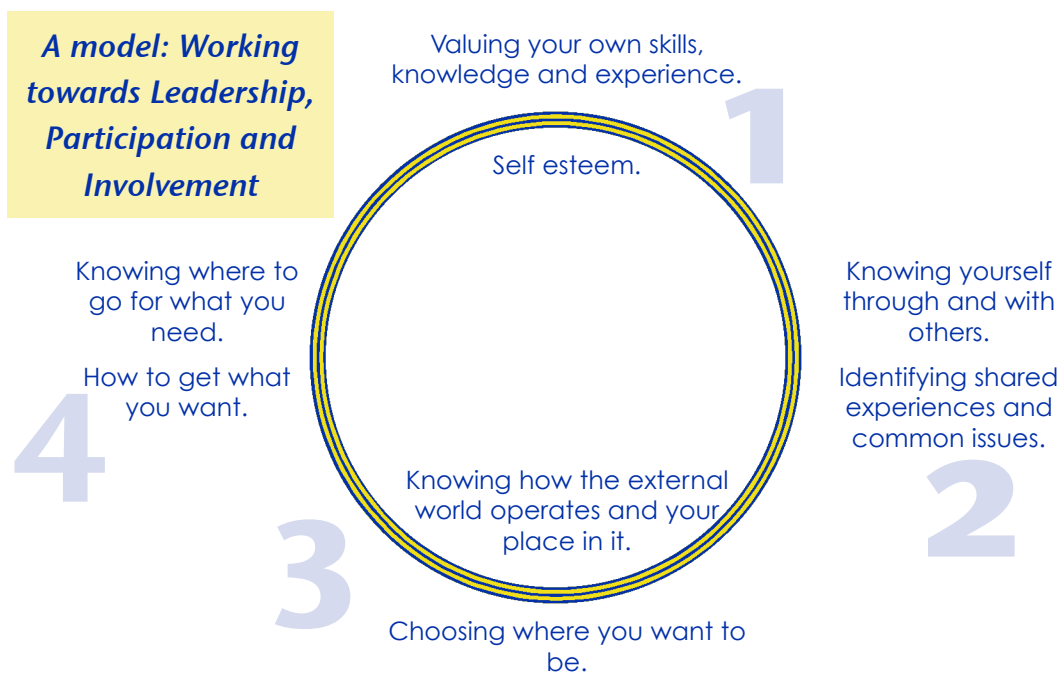 A model: Working
towards Leadership,
Participation and
Involvement
Valuing your own skills,
knowledge and experience.
1
Self esteem.
Knowing yourself
through and with
others.
Identifying shared
experiences and
common issues.
2
Knowing how the external
world operates and your
place in it.
3
Choosing where you want to
be.
Knowing where to
go for what you
need.
How to get what
you want.
4